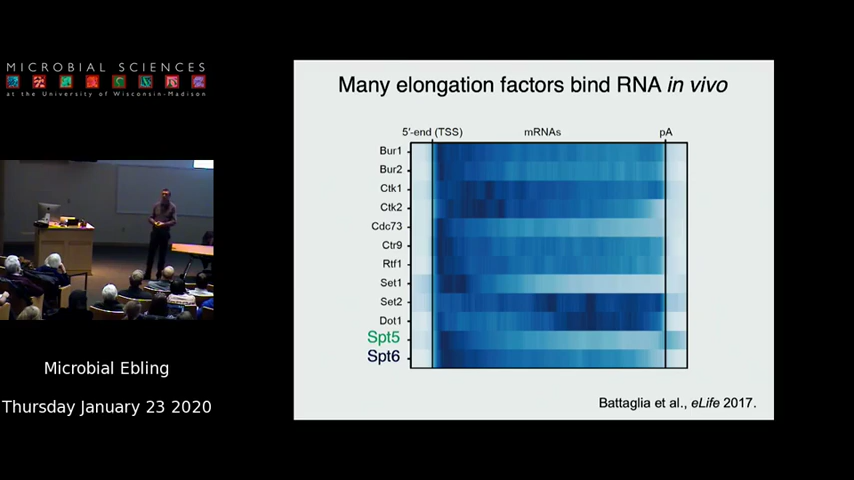 MICROBIAL SCIENCES
at the University of Wisconsin-Madison
Microbial Ebling
Thursday January 23 2020
Many elongation factors bind RNA in vivo
5'-end (TSS) mRNAs pA
Bur1
Bur2
Ctk1
Ctk2
Cdc73
Ctr9
Rtf1
Set1
Set2
Dot1
Spt5
Spt6
Battaglia et al., eLife 2017.